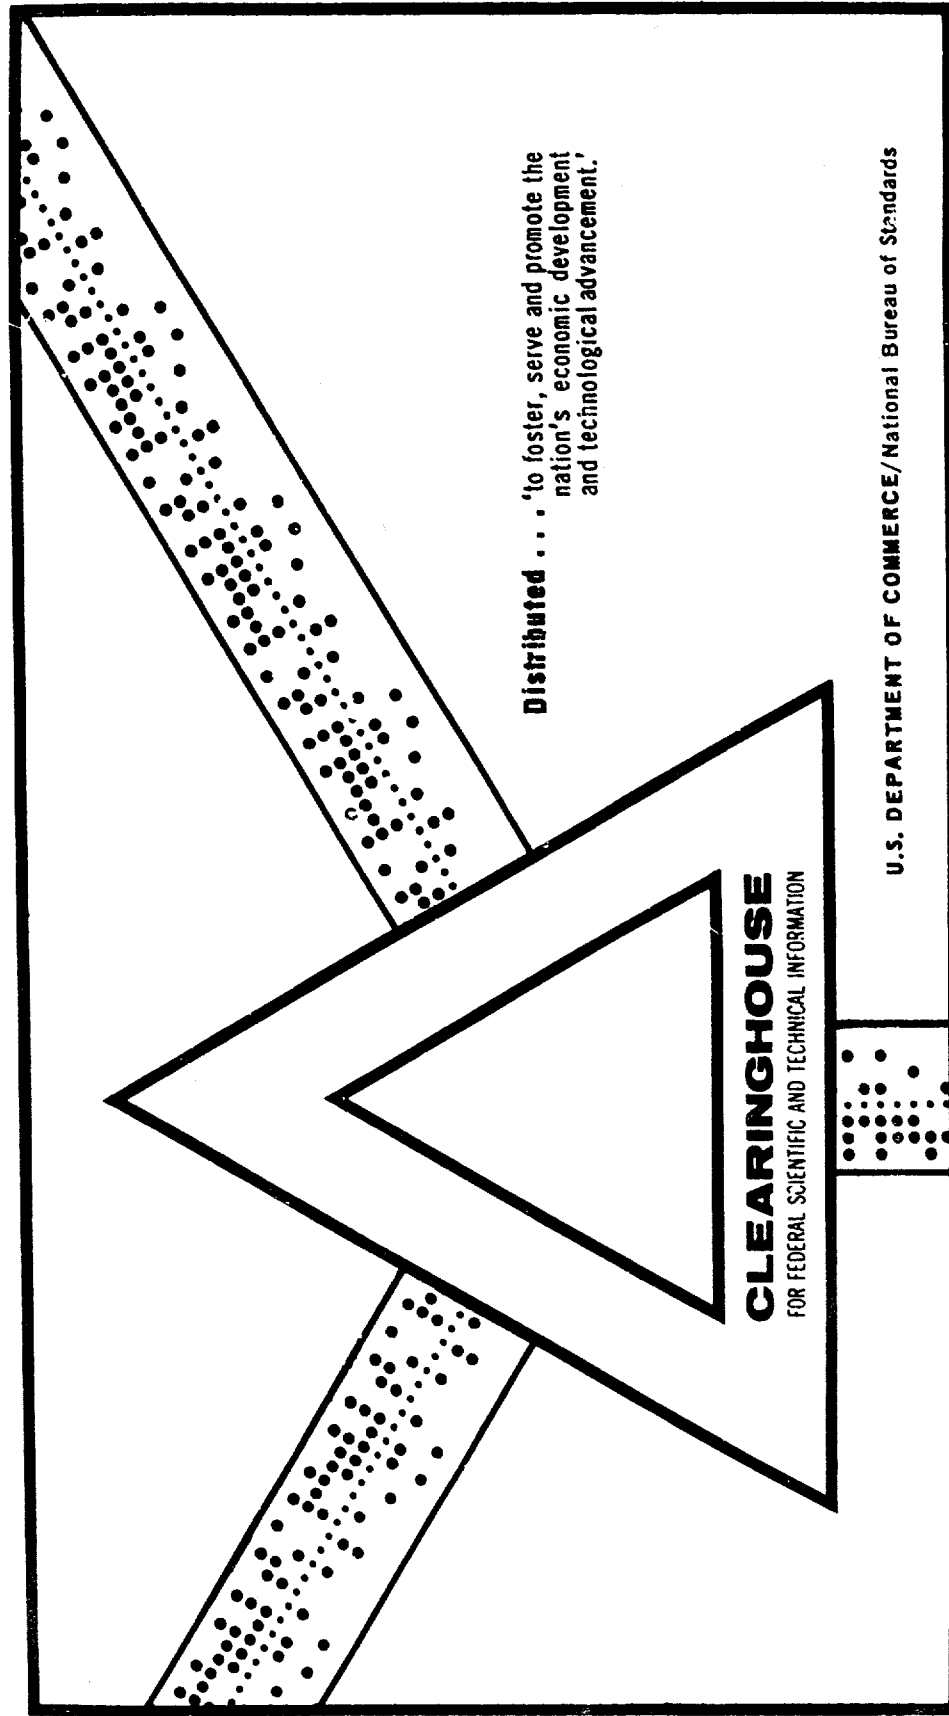 Distributed . . . 'to foster, serve and promote the
nation's economic development
and technological advancement.'
CLEARINGHOUSE
FOR FEDERAL SCIENTIFIC AND TECHNICAL INFORMATION
U.S. DEPARTMENT OF COMMERCE/National Bureau of Standards